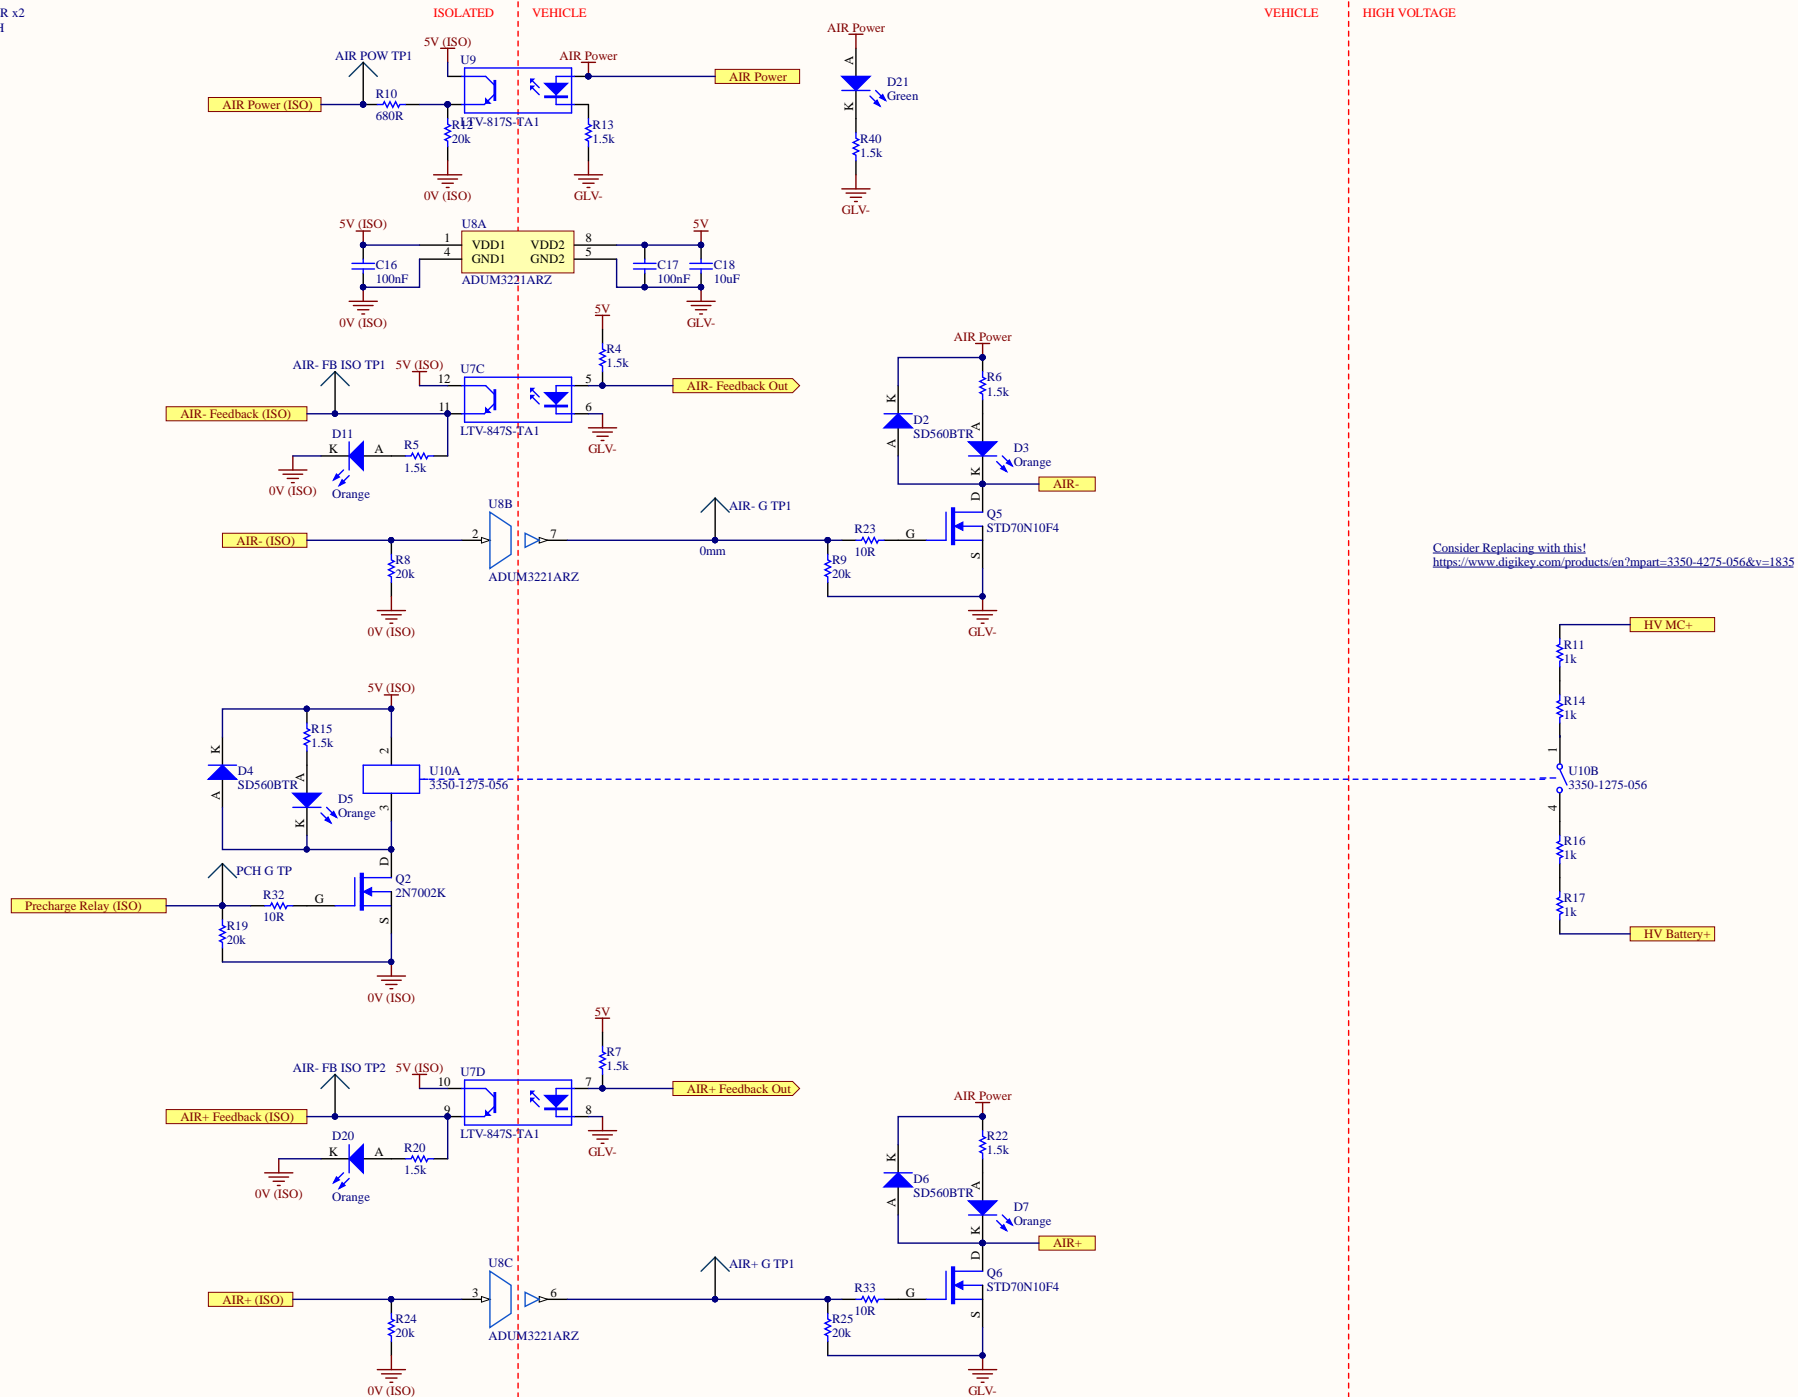 R x2
H
ISOLATED
VEHICLE
VEHICLE
HIGH VOLTAGE
5V (ISO)
AIR POW TP1
U9
AIR Power
AIR Power
AIR Power (ISO)
R10
680R
R12
20k
LTV-817S-TA1
0V (ISO)
R13
1.5k
GLV-
AIR Power
A
D21
Green
K
R40
1.5k
GLV-
5V (ISO)
U8A
5V
1
VDD1
VDD2
8
4
GND1
GND2
5
C16
100nF
ADUM3221ARZ
C17
100nF
C18
10uF
0V (ISO)
GLV-
5V
R4
1.5k
AIR- FB ISO TP1
5V (ISO)
U7C
12
5
AIR- Feedback Out
AIR- Feedback (ISO)
11
6
LTV-847S-TA1
GLV-
D11
K
A
R5
1.5k
0V (ISO)
Orange
AIR Power
R6
1.5k
K
D2
SD560BTR
A
A
D3
Orange
K
AIR-
U8B
AIR- (ISO)
2
7
AIR- G TP1
0mm
R8
20k
ADUM3221ARZ
0V (ISO)
R23
10R
G
R9
20k
D
Q5
STD70N10F4
S
GLV-
Consider Replacing with this!
https://www.digikey.com/products/en?mpart=3350-4275-056&v=1835
HV MC+
R11
1k
R14
1k
1
U10B
3350-1275-056
4
R16
1k
R17
1k
HV Battery+
5V (ISO)
R15
1.5k
2
K
D4
SD560BTR
A
A
D5
Orange
K
U10A
3350-1275-056
3
PCH G TP
D
Q2
2N7002K
Precharge Relay (ISO)
R32
10R
G
R19
20k
S
0V (ISO)
5V
R7
1.5k
AIR- FB ISO TP2
5V (ISO)
U7D
10
7
AIR+ Feedback Out
AIR+ Feedback (ISO)
9
8
LTV-847S-TA1
GLV-
D20
K
A
R20
1.5k
0V (ISO)
Orange
AIR Power
R22
1.5k
K
D6
SD560BTR
A
A
D7
Orange
K
AIR+
U8C
AIR+ (ISO)
3
6
AIR+ G TP1
R24
20k
ADUM3221ARZ
0V (ISO)
R33
10R
G
R25
20k
D
Q6
STD70N10F4
S
GLV-